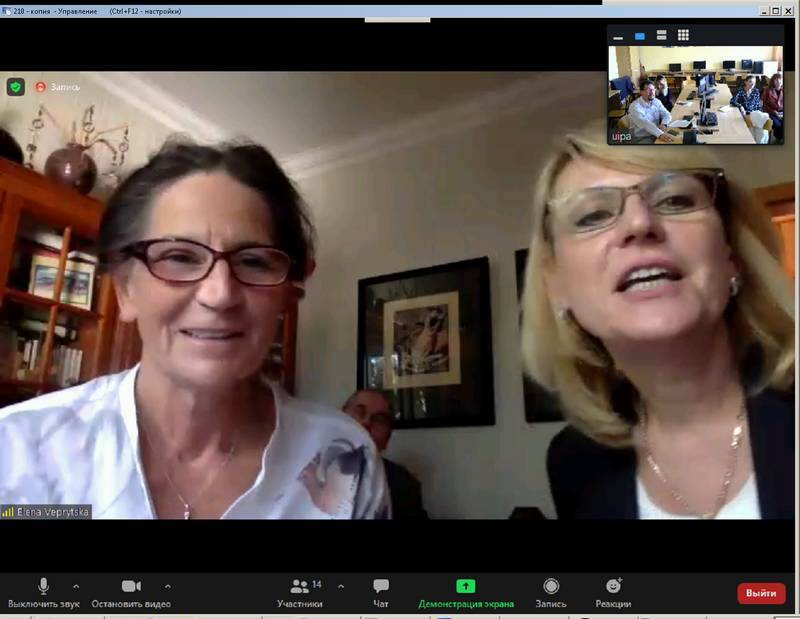 218 - копия - Управление (Ctrl+F12 - настройки)
Запись
uipa
Elena Veprytska
14
Выключить звук
Остановить видео
Участники
Чат
Демонстрация экрана
Запись
Реакции
Выйти